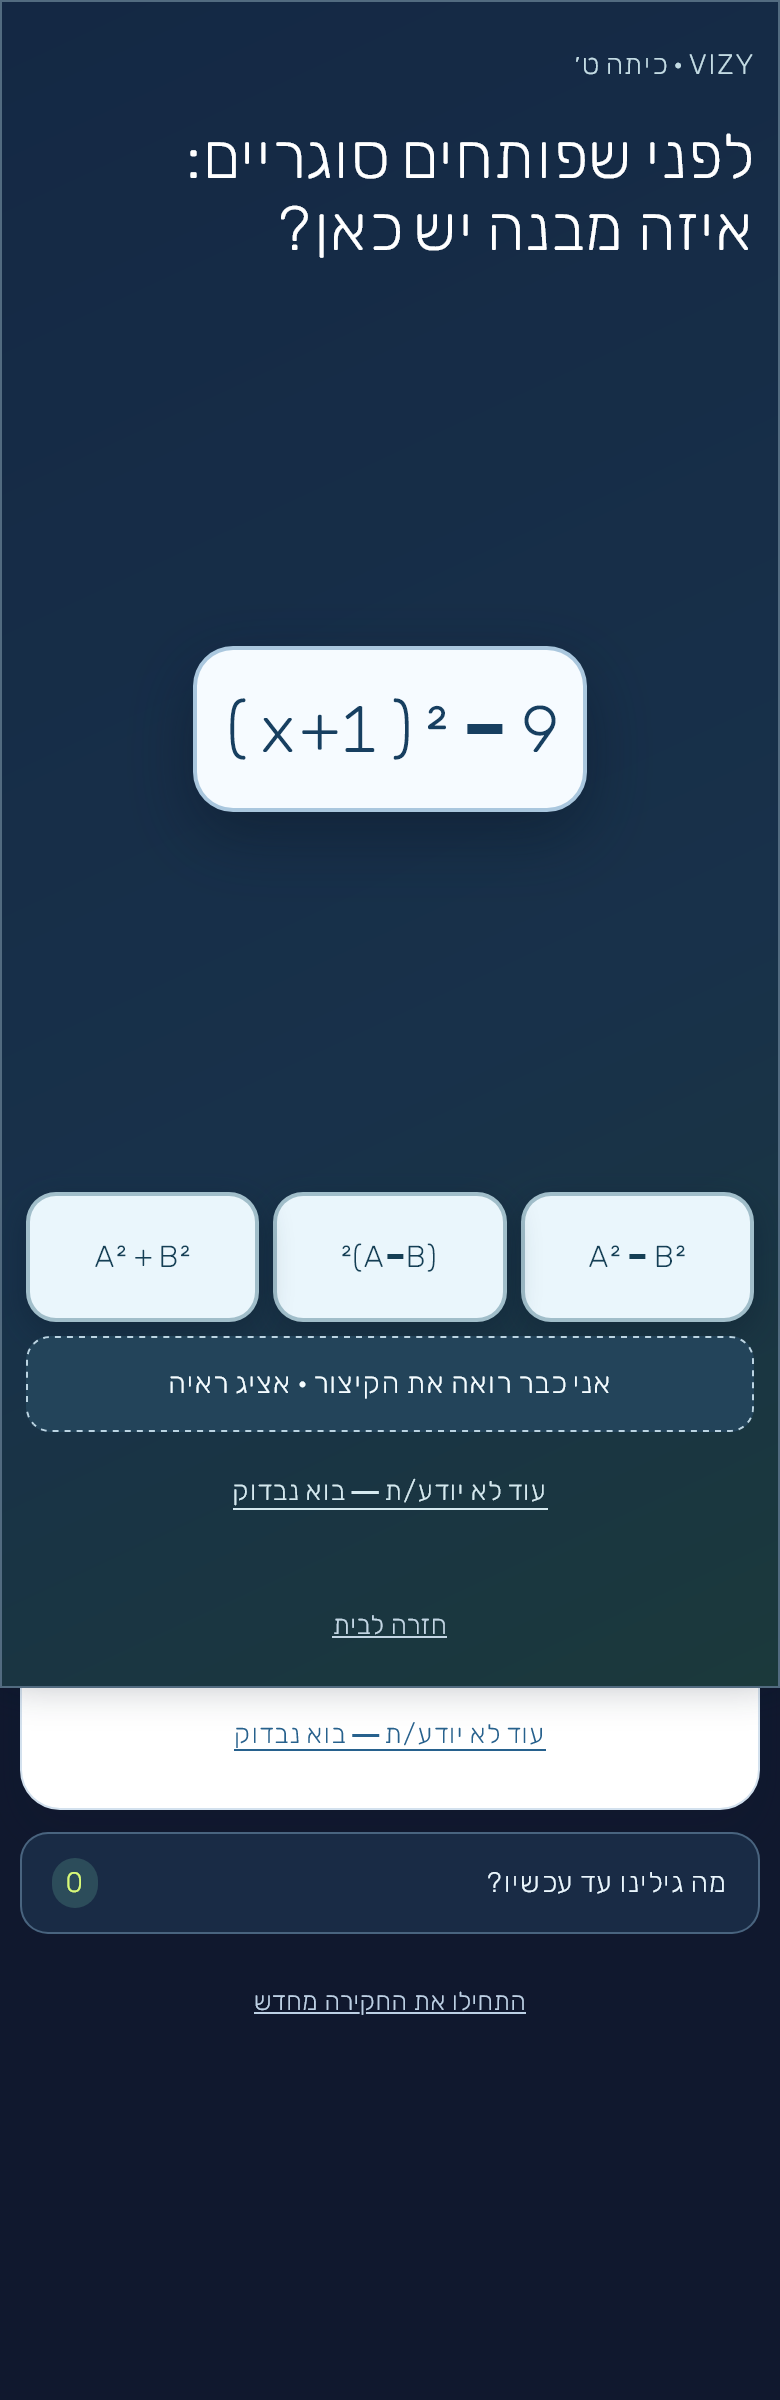 VIZY • כיתה ט׳
לפני שפותחים סוגריים:
איזה מבנה יש כאן?
( x+1 )² − 9
A² − B²
²(A−B)
A² + B²
אני כבר רואה את הקיצור • אציג ראיה
עוד לא יודע/ת — בוא נבדוק
חזרה לבית
עוד לא יודע/ת — בוא נבדוק
מה גילינו עד עכשיו?
0
התחילו את החקירה מחדש